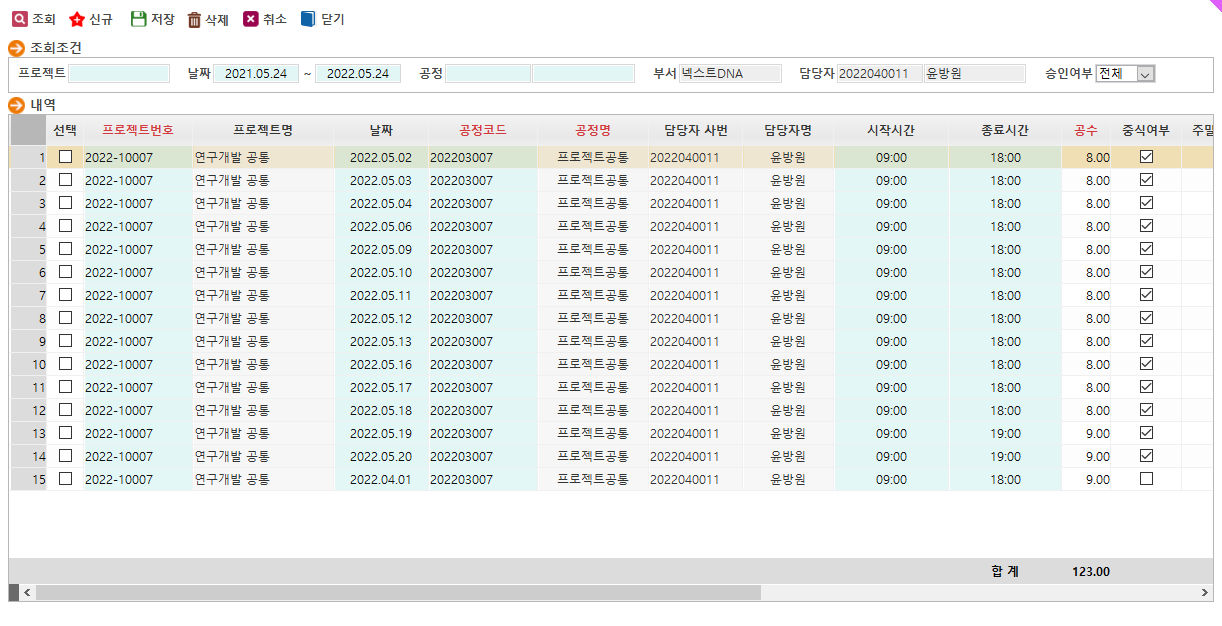 조회 신규 저장 삭제 취소 닫기
조회조건
프로젝트 날짜 2021.05.24 ~ 2022.05.24 공정 부서 넥스트DNA 담당자 2022040011 윤방원 승인여부 전체
내역
선택 프로젝트번호 프로젝트명 날짜 공정코드 공정명 담당자 사번 담당자명 시작시간 종료시간 공수 중식여부 주말
1 2022-10007 연구개발 공통 2022.05.02 202203007 프로젝트공통 2022040011 윤방원 09:00 18:00 8.00
2 2022-10007 연구개발 공통 2022.05.03 202203007 프로젝트공통 2022040011 윤방원 09:00 18:00 8.00
3 2022-10007 연구개발 공통 2022.05.04 202203007 프로젝트공통 2022040011 윤방원 09:00 18:00 8.00
4 2022-10007 연구개발 공통 2022.05.06 202203007 프로젝트공통 2022040011 윤방원 09:00 18:00 8.00
5 2022-10007 연구개발 공통 2022.05.09 202203007 프로젝트공통 2022040011 윤방원 09:00 18:00 8.00
6 2022-10007 연구개발 공통 2022.05.10 202203007 프로젝트공통 2022040011 윤방원 09:00 18:00 8.00
7 2022-10007 연구개발 공통 2022.05.11 202203007 프로젝트공통 2022040011 윤방원 09:00 18:00 8.00
8 2022-10007 연구개발 공통 2022.05.12 202203007 프로젝트공통 2022040011 윤방원 09:00 18:00 8.00
9 2022-10007 연구개발 공통 2022.05.13 202203007 프로젝트공통 2022040011 윤방원 09:00 18:00 8.00
10 2022-10007 연구개발 공통 2022.05.16 202203007 프로젝트공통 2022040011 윤방원 09:00 18:00 8.00
11 2022-10007 연구개발 공통 2022.05.17 202203007 프로젝트공통 2022040011 윤방원 09:00 18:00 8.00
12 2022-10007 연구개발 공통 2022.05.18 202203007 프로젝트공통 2022040011 윤방원 09:00 18:00 8.00
13 2022-10007 연구개발 공통 2022.05.19 202203007 프로젝트공통 2022040011 윤방원 09:00 19:00 9.00
14 2022-10007 연구개발 공통 2022.05.20 202203007 프로젝트공통 2022040011 윤방원 09:00 19:00 9.00
15 2022-10007 연구개발 공통 2022.04.01 202203007 프로젝트공통 2022040011 윤방원 09:00 18:00 9.00
합 계 123.00